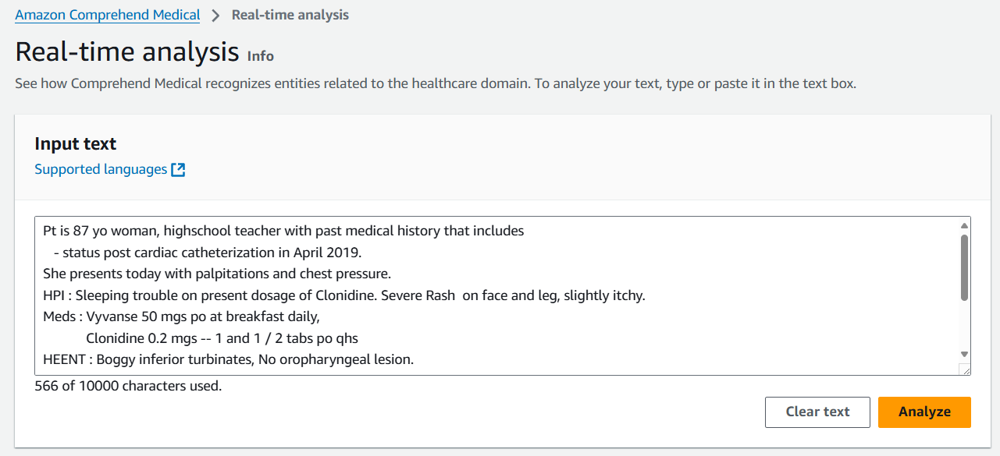 Amazon Comprehend Medical > Real-time analysis
Real-time analysis Info
See how Comprehend Medical recognizes entities related to the healthcare domain. To analyze your text, type or paste it in the text box.
Input text
Supported languages
Pt is 87 yo woman, highschool teacher with past medical history that includes
- status post cardiac catheterization in April 2019.
She presents today with palpitations and chest pressure.
HPI : Sleeping trouble on present dosage of Clonidine. Severe Rash on face and leg, slightly itchy.
Meds : Vyvanse 50 mgs po at breakfast daily,
Clonidine 0.2 mgs -- 1 and 1 / 2 tabs po qhs
HEENT : Boggy inferior turbinates, No oropharyngeal lesion.
566 of 10000 characters used.
Clear text Analyze